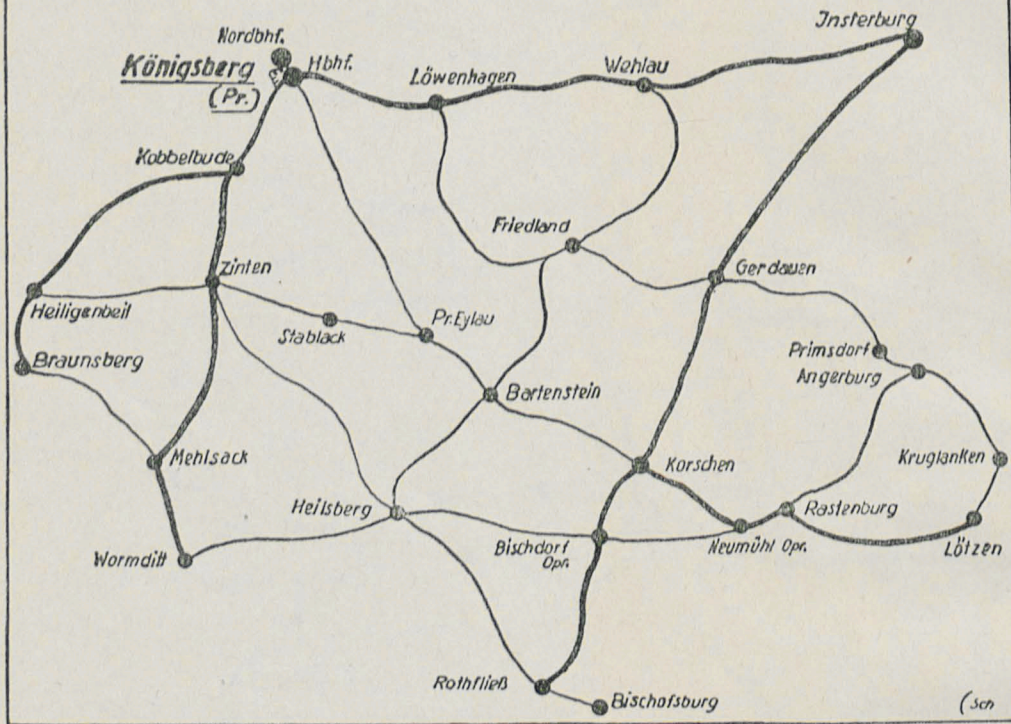 Insterburg
Nordbhf.
Königsberg
Hbhf.
(Pr.)
Löwenhagen
Wehlau
Kobbelbude
Friedland
Zinten
Gerdauen
Heiligenbeil
Stablack
Pr.Eylau
Primsdorf
Braunsberg
Angerburg
Bartenstein
Mehlsack
Korschen
Kruglanken
Heilsberg
Rastenburg
Bischdorf
Opr.
Neumühl Opr.
Lötzen
Wormditt
Rothfließ
Bischofsburg
(Sch